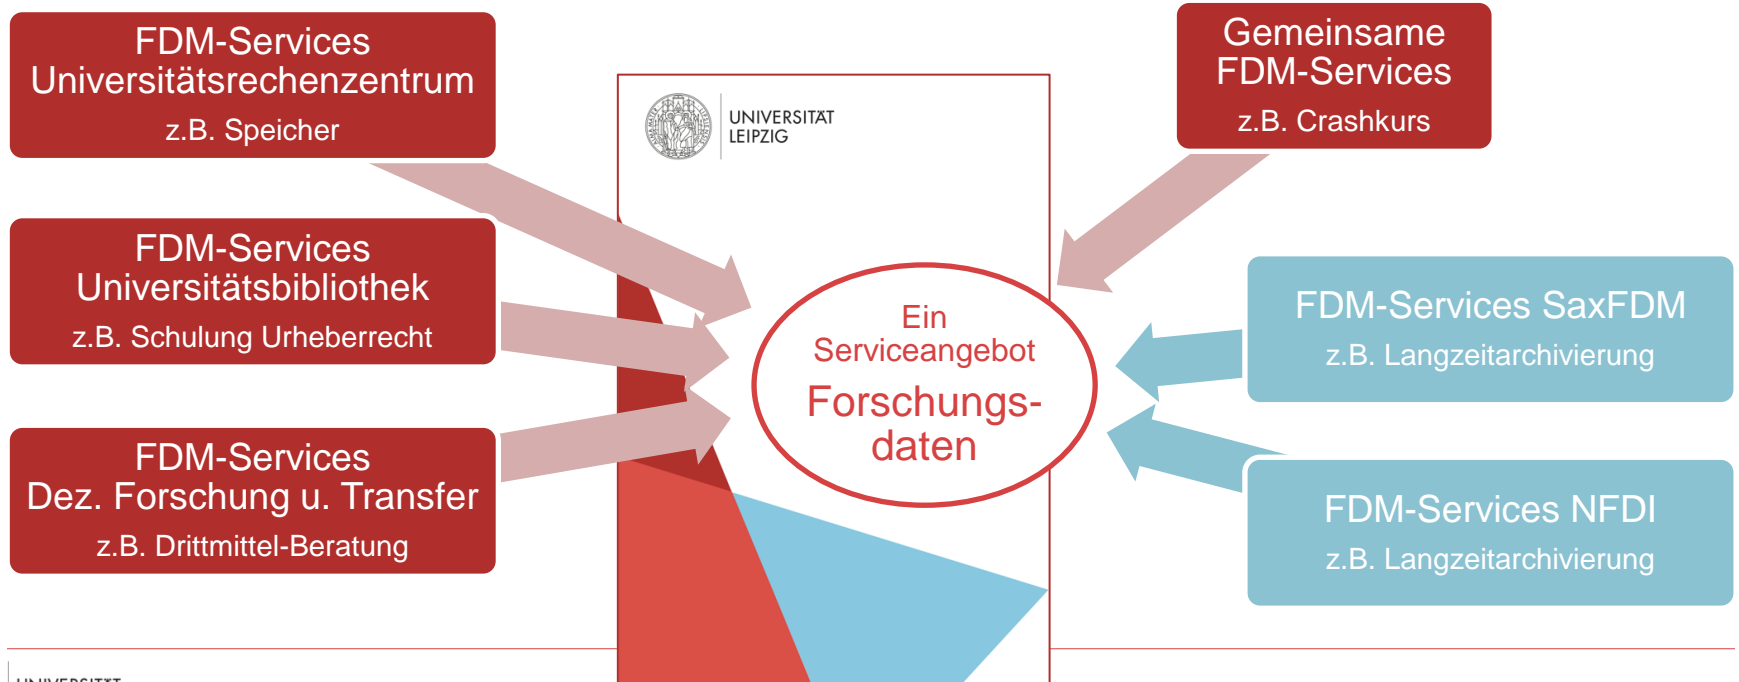 FDM-Services
Universitätsrechenzentrum
z.B. Speicher
FDM-Services
Universitätsbibliothek
z.B. Schulung Urheberrecht
FDM-Services
Dez. Forschung u. Transfer
z.B. Drittmittel-Beratung
UNIVERSITÄT
LEIPZIG
Ein
Serviceangebot
Forschungs-
daten
Gemeinsame
FDM-Services
z.B. Crashkurs
FDM-Services SaxFDM
z.B. Langzeitarchivierung
FDM-Services NFDI
z.B. Langzeitarchivierung
UNIVERSITÄT